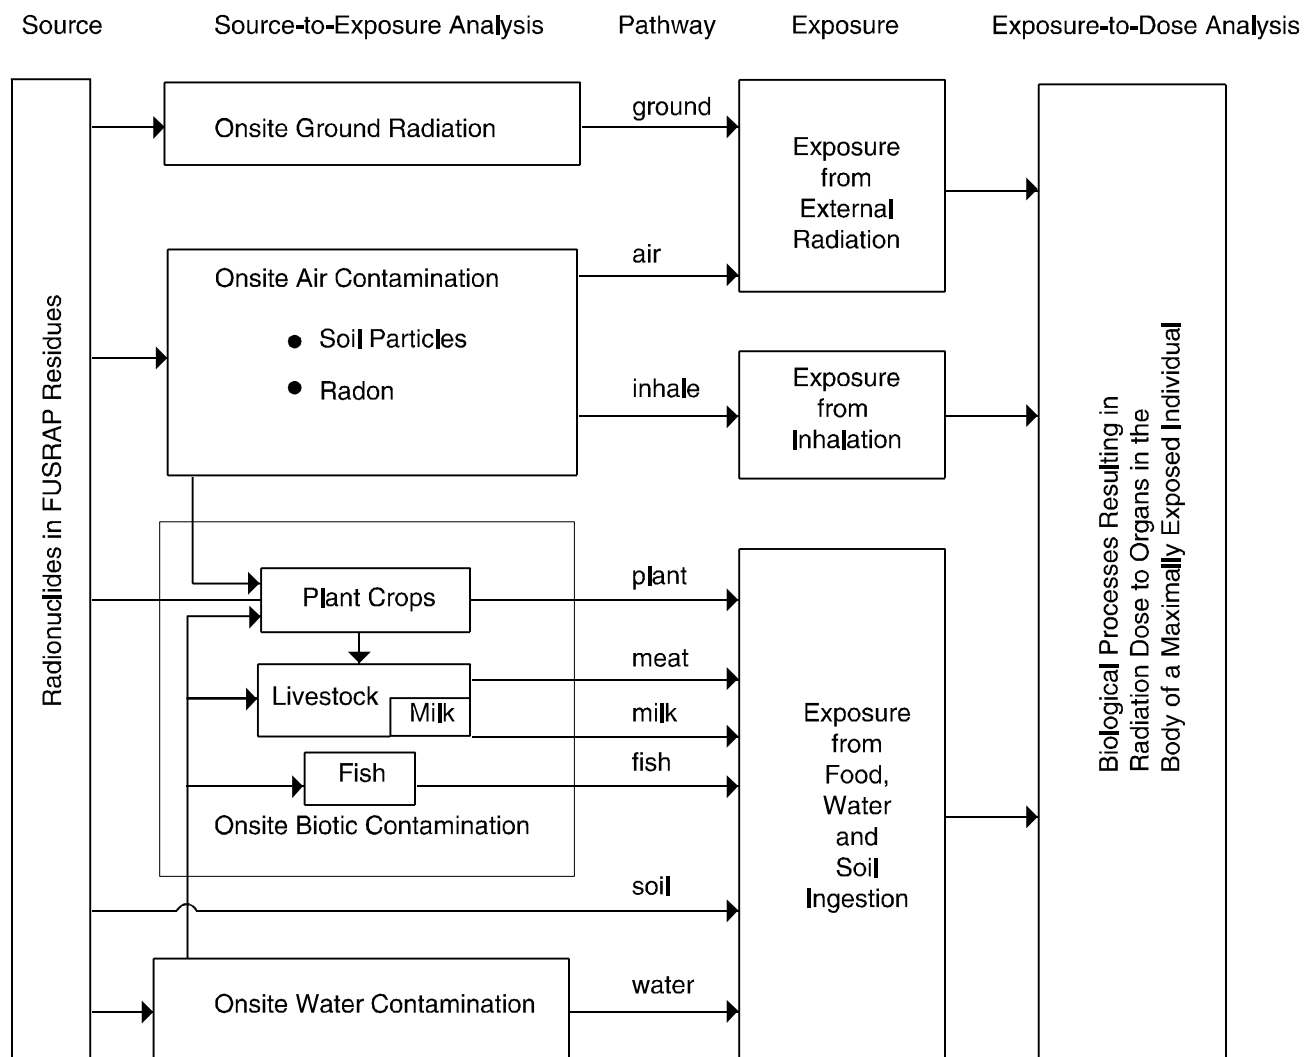 Source
Source-to-Exposure Analysis
Pathway
Exposure
Exposure-to-Dose Analysis
Radionuclides in FUSRAP Residues
Onsite Ground Radiation
ground
Exposure
from
External
Radiation
Onsite Air Contamination
● Soil Particles
● Radon
air
inhale
Exposure
from
Inhalation
Plant Crops
plant
Livestock
Milk
meat
milk
Fish
fish
Onsite Biotic Contamination
soil
Exposure
from
Food,
Water
and
Soil
Ingestion
Onsite Water Contamination
water
Biological Processes Resulting in
Radiation Dose to Organs in the
Body of a Maximally Exposed Individual